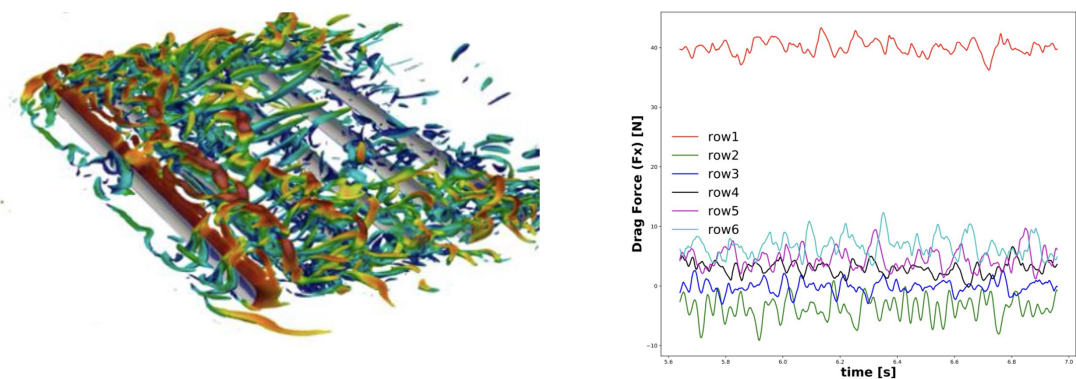 40
30
20
10
0
−10
Drag Force (Fx) [N]
row1
row2
row3
row4
row5
row6
5.6 5.8 6.0 6.2 6.4 6.6 6.8 7.0
time [s]